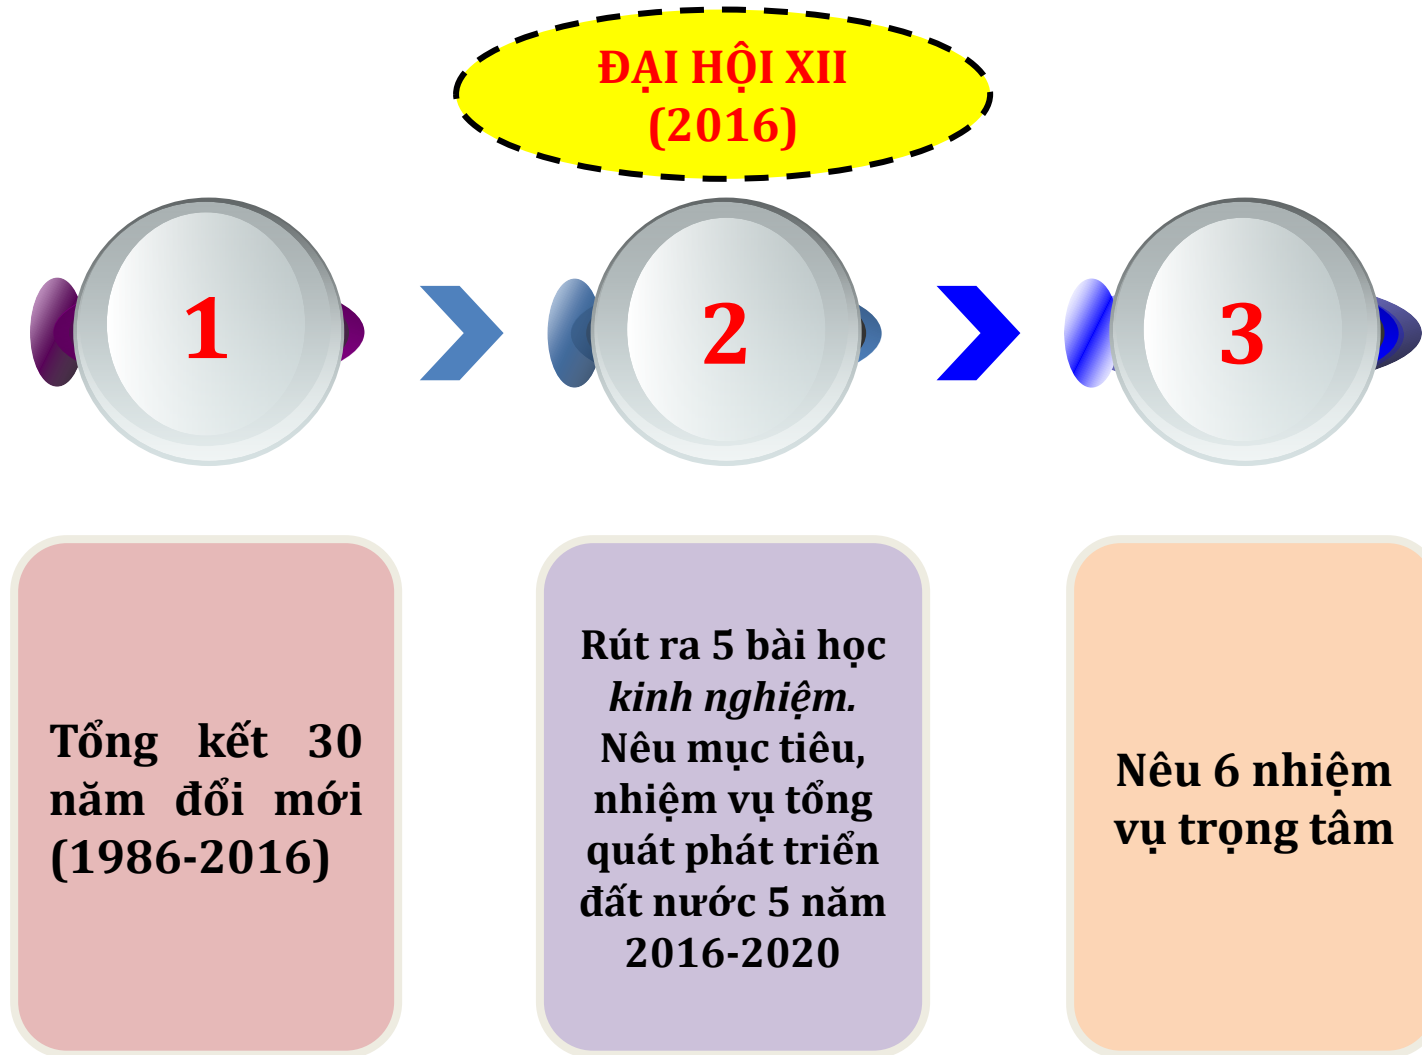 ĐẠI HỘI XII
(2016)
1
2
3
Tổng kết 30
năm đổi mới
(1986-2016)
Rút ra 5 bài học
kinh nghiệm.
Nêu mục tiêu,
nhiệm vụ tổng
quát phát triển
đất nước 5 năm
2016-2020
Nêu 6 nhiệm
vụ trọng tâm